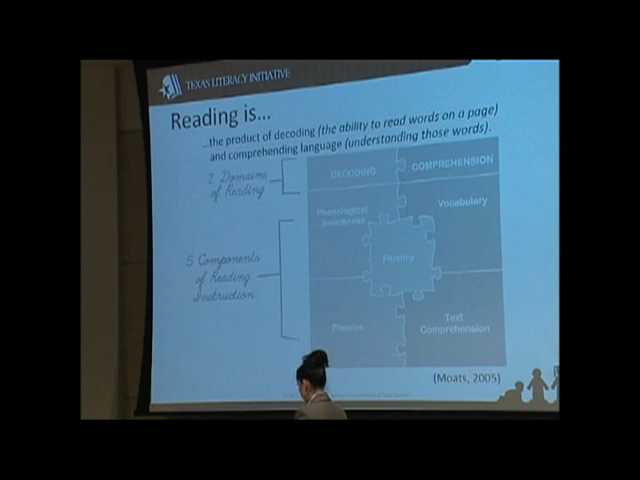 TEXAS LITERACY INITIATIVE
Reading is...
...the product of decoding (the ability to read words on a page)
and comprehending language (understanding those words).
2 Domains
of Reading
DECODING
COMPREHENSION
Phonological
Awareness
Vocabulary
Fluency
5 Components
of Reading
Instruction
Phonics
Text
Comprehension
(Moats, 2005)